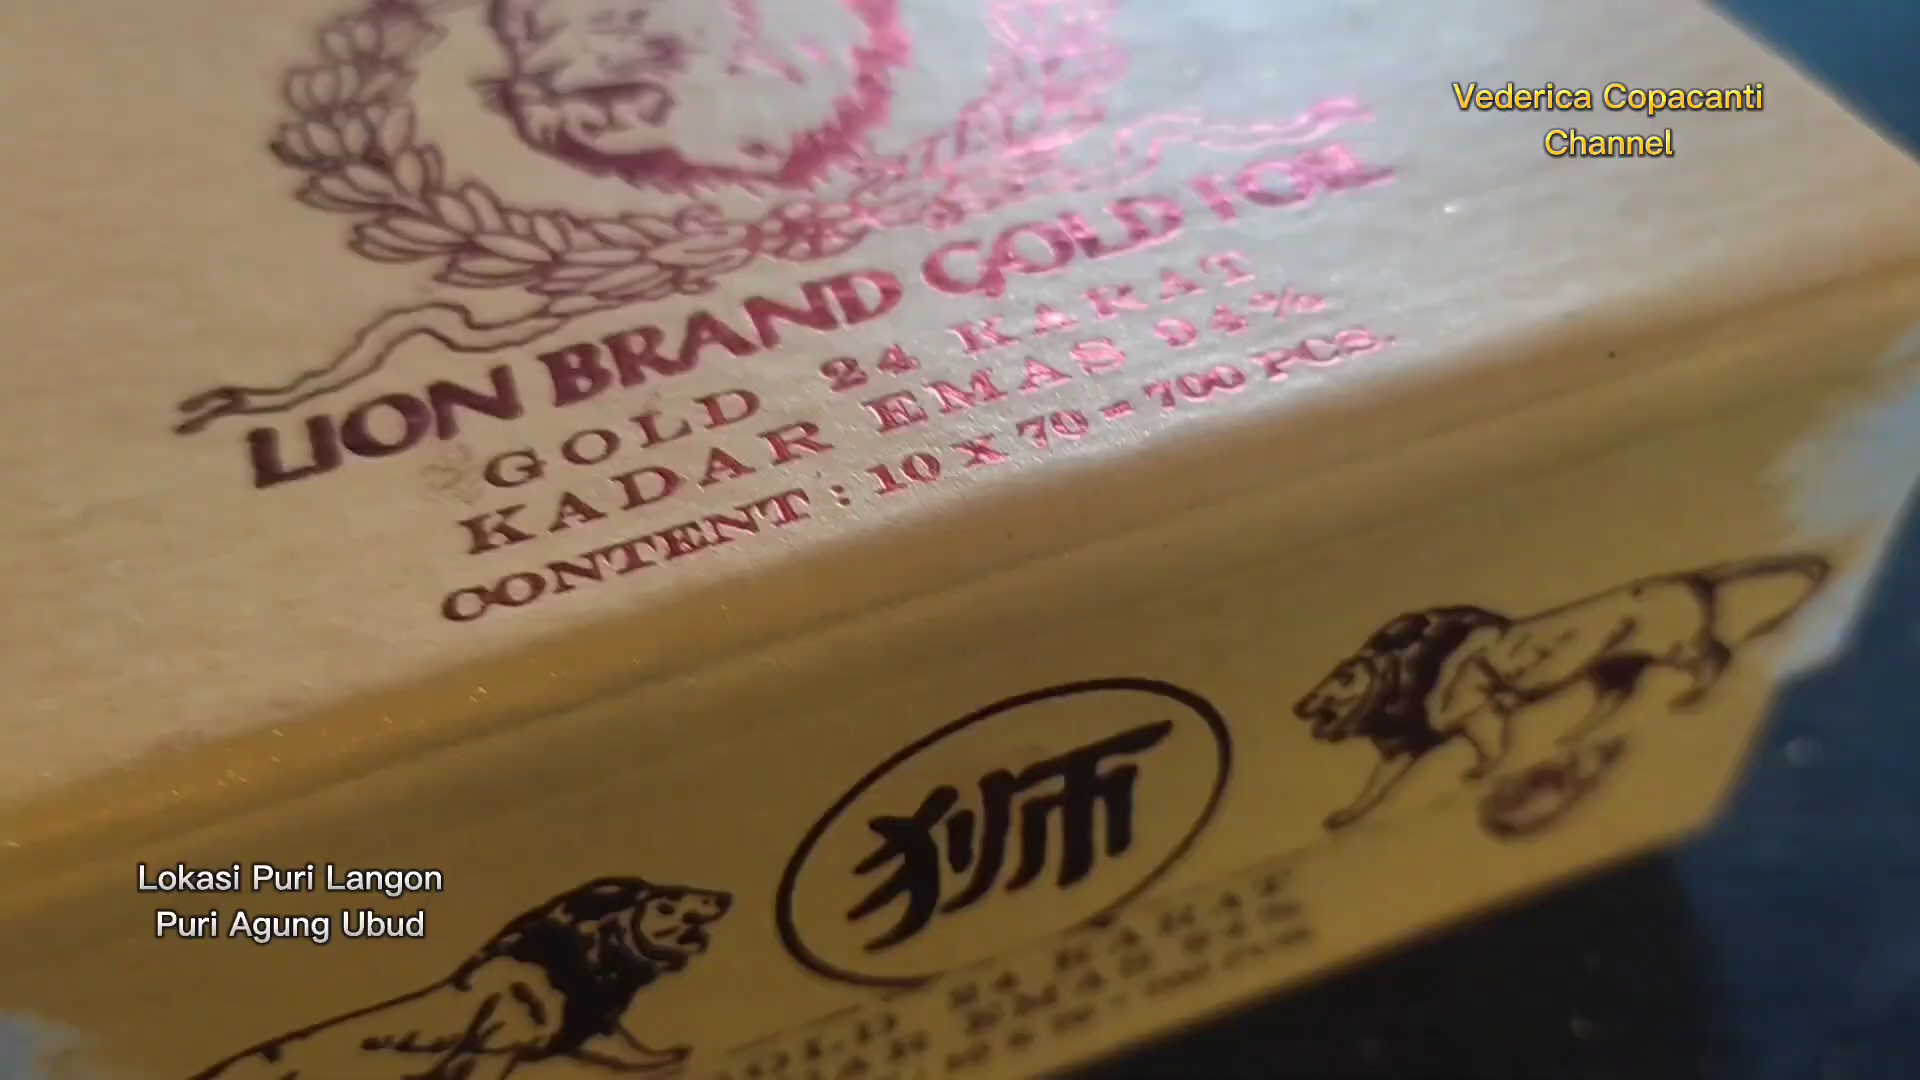 Vederica Copacanti
Channel
LION BRAND GOLD FOIL
GOLD 24 KARAT
KADAR EMAS 94%
CONTENT : 10 X 70 = 700 PCS.
狮
Lokasi Puri Langon
Puri Agung Ubud